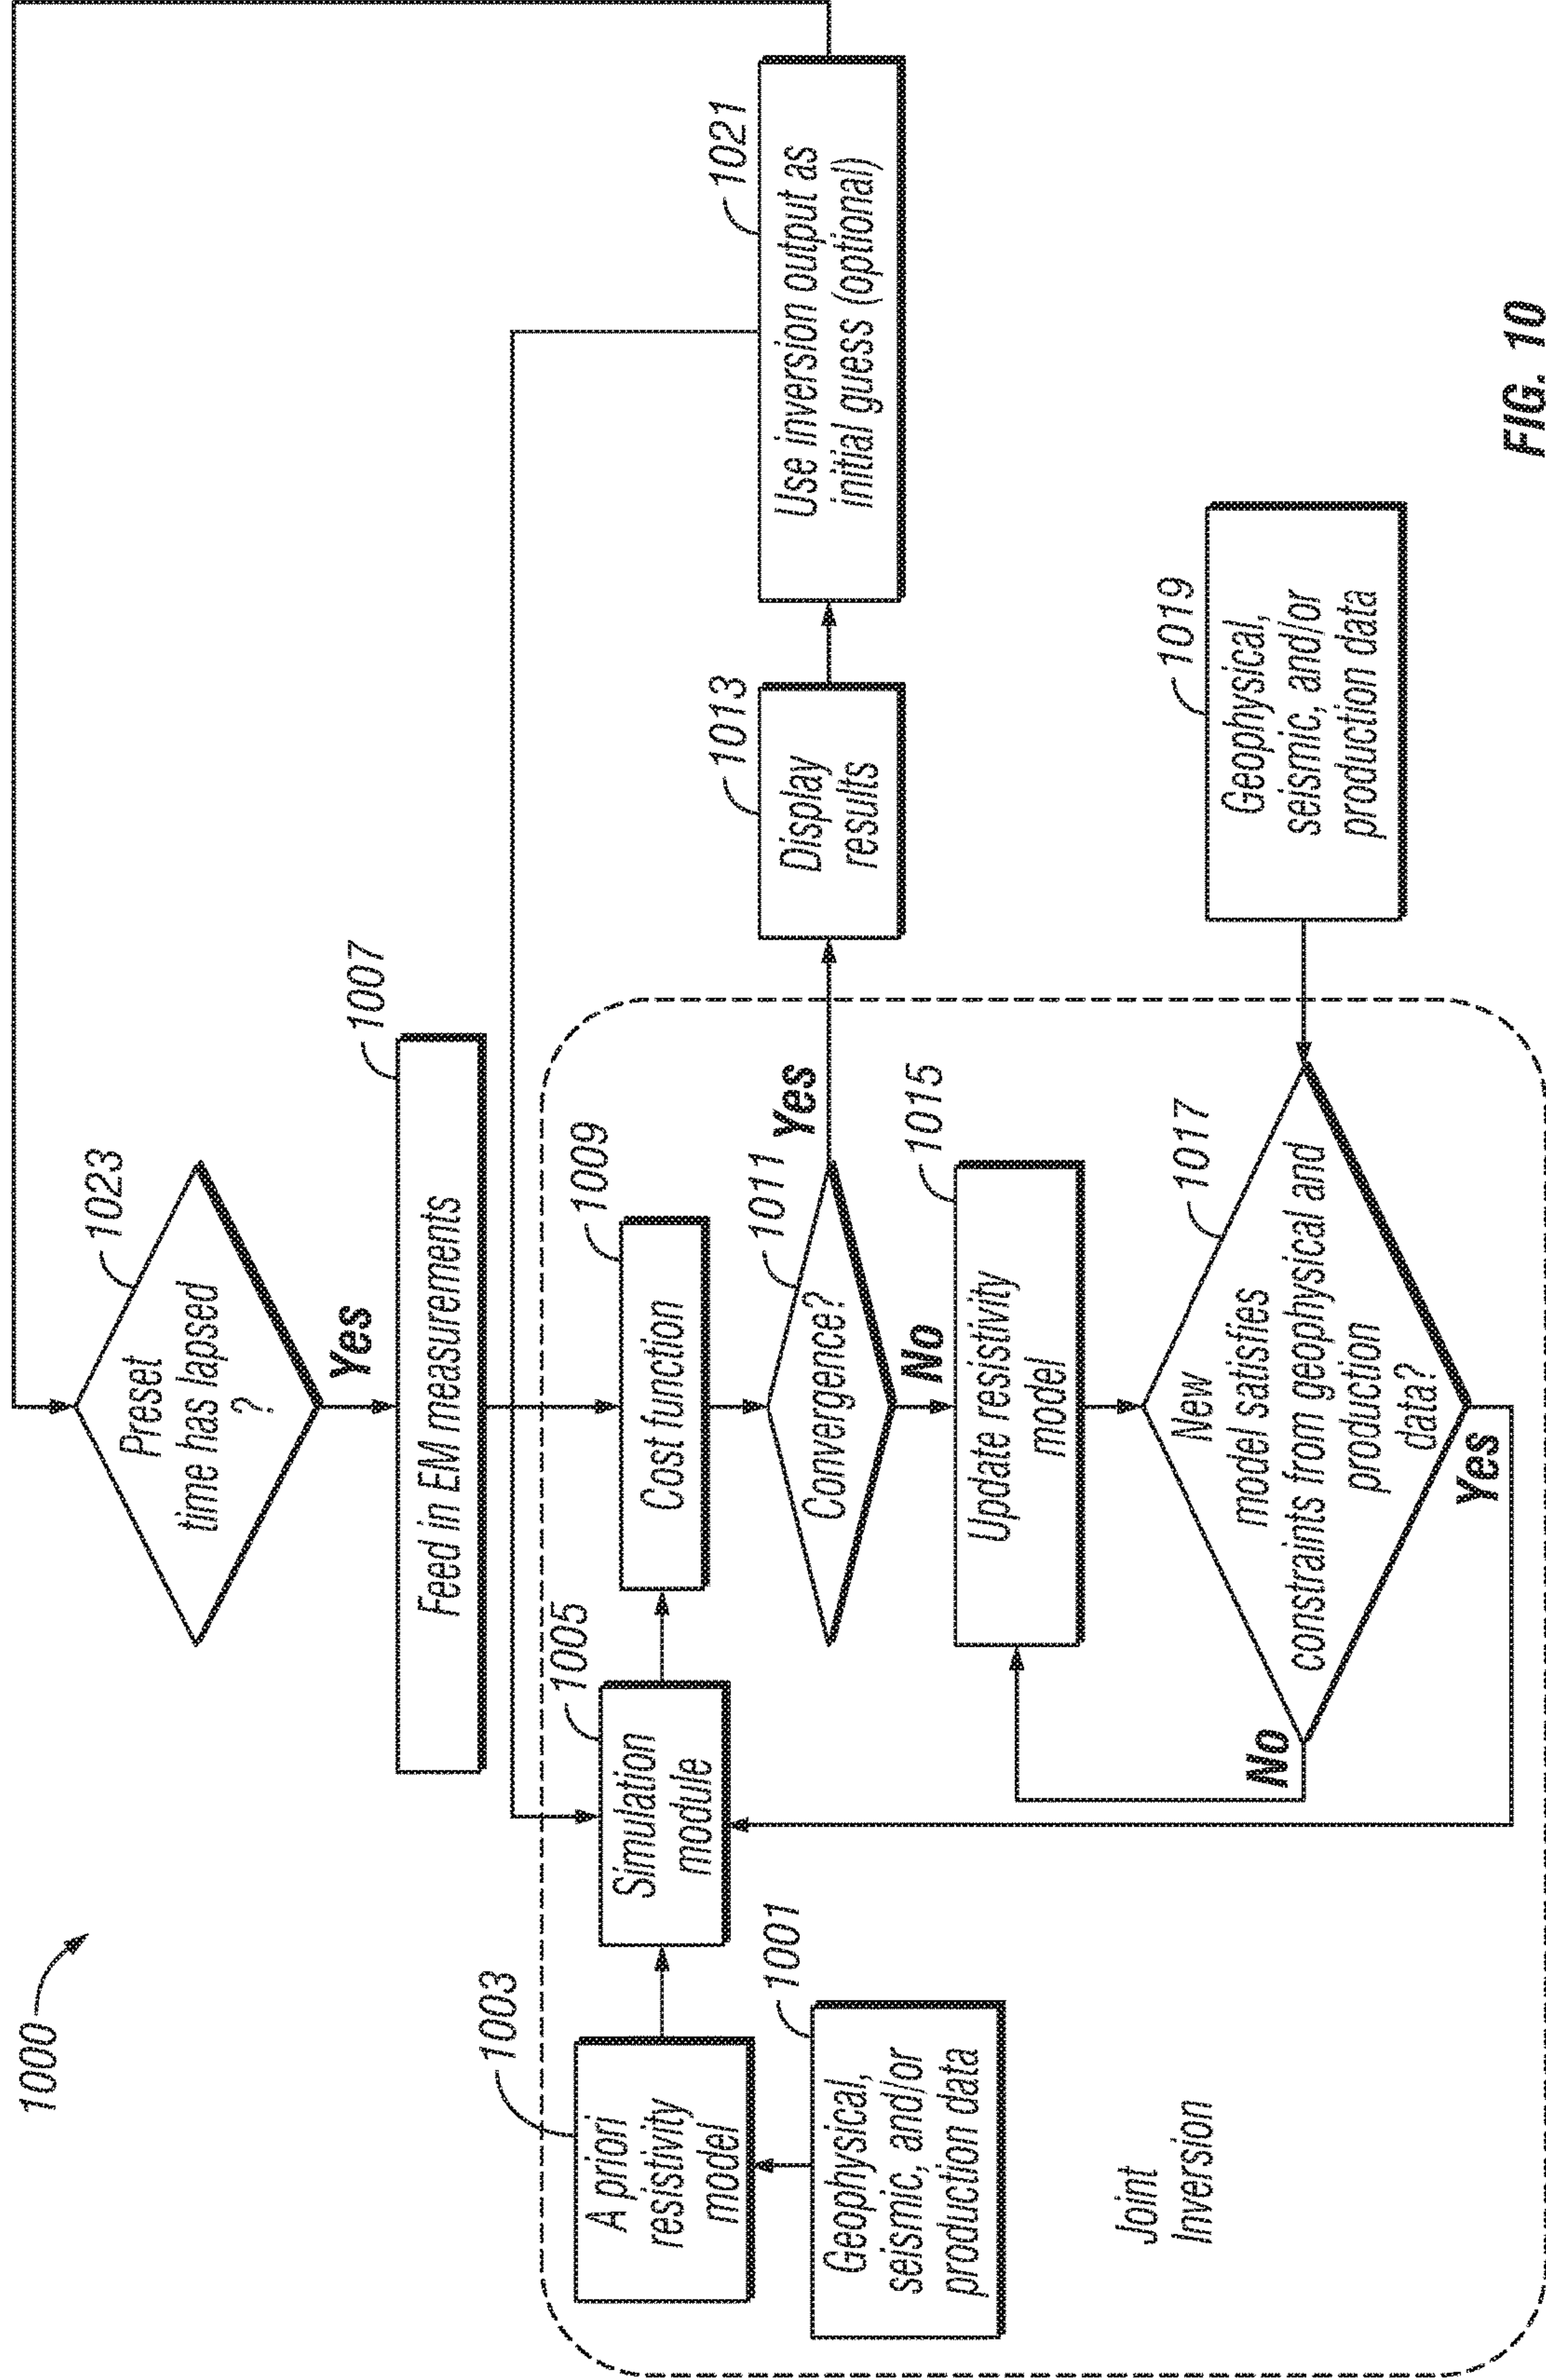 1000
1023
Preset
time has lapsed
?
Yes
1007
Feed in EM measurements
1003
A priori
resistivity
model
1005
Simulation
module
1009
Cost function
1001
Geophysical,
seismic, and/or
production data
1011
Convergence?
Yes
No
1013
Display
results
1021
Use inversion output as
initial guess (optional)
1015
Update resistivity
model
1017
New
model satisfies
constraints from geophysical and
production
data?
No
Yes
1019
Geophysical,
seismic, and/or
production data
Joint
Inversion
FIG. 10